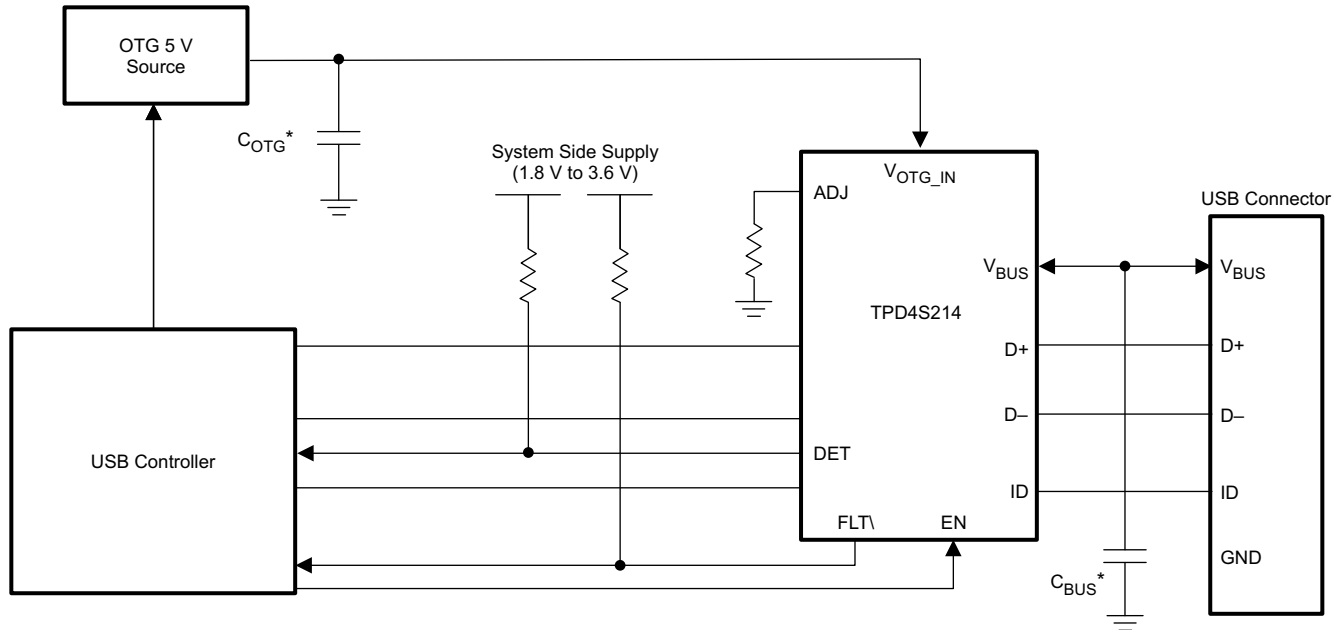 OTG 5 V
Source
C_OTG*
System Side Supply
(1.8 V to 3.6 V)
V_OTG_IN
ADJ
USB Connector
V_BUS
V_BUS
TPD4S214
D+
D+
D–
D–
USB Controller
DET
ID
ID
FLT\
EN
GND
C_BUS*